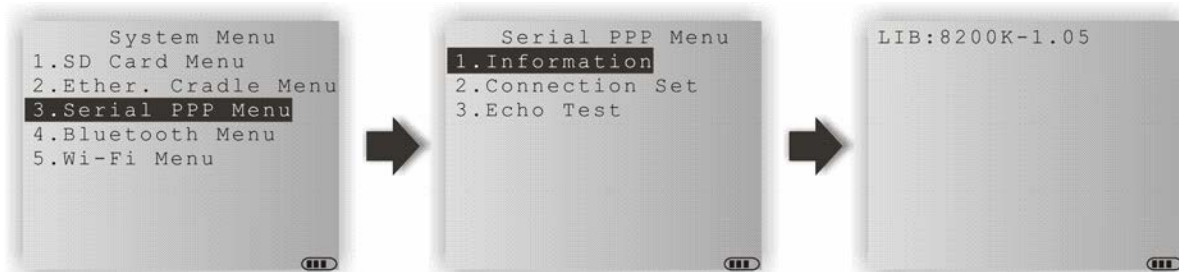 System Menu
1.SD Card Menu
2.Ether. Cradle Menu
3.Serial PPP Menu
4.Bluetooth Menu
5.Wi-Fi Menu
Serial PPP Menu
1.Information
2.Connection Set
3.Echo Test
LIB:8200K-1.05